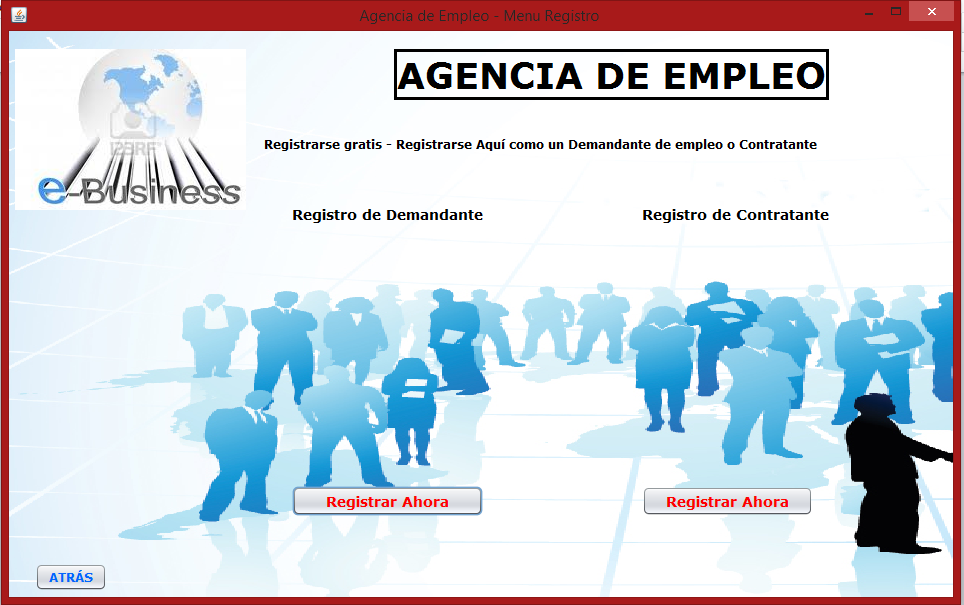 Agencia de Empleo - Menu Registro
AGENCIA DE EMPLEO
123RF
e-Business
Registrarse gratis - Registrarse Aquí como un Demandante de empleo o Contratante
Registro de Demandante
Registro de Contratante
Registrar Ahora
Registrar Ahora
ATRÁS